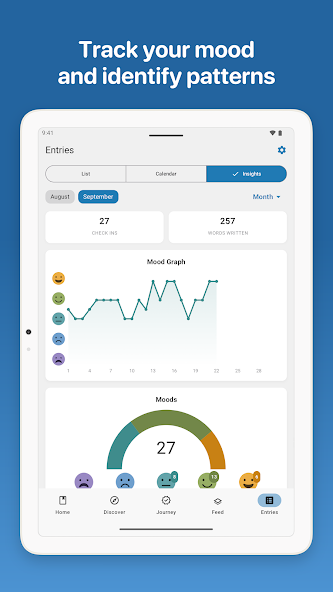 Track your mood
and identify patterns
9:41
Entries
List Calendar Insights
August September Month
27 257
CHECK INS WORDS WRITTEN
Mood Graph
1 4 7 10 13 16 19 22 25 28
Moods
27
8 13 6
Home Discover Journey Feed Entries